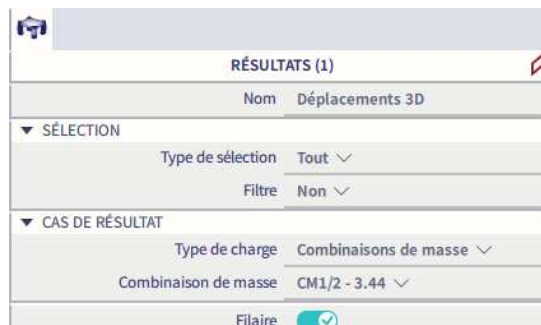 RÉSULTATS (1)
Nom Déplacements 3D
SÉLECTION
Type de sélection Tout
Filtre Non
CAS DE RÉSULTAT
Type de charge Combinaisons de masse
Combinaison de masse CM1/2 - 3.44
Filaire